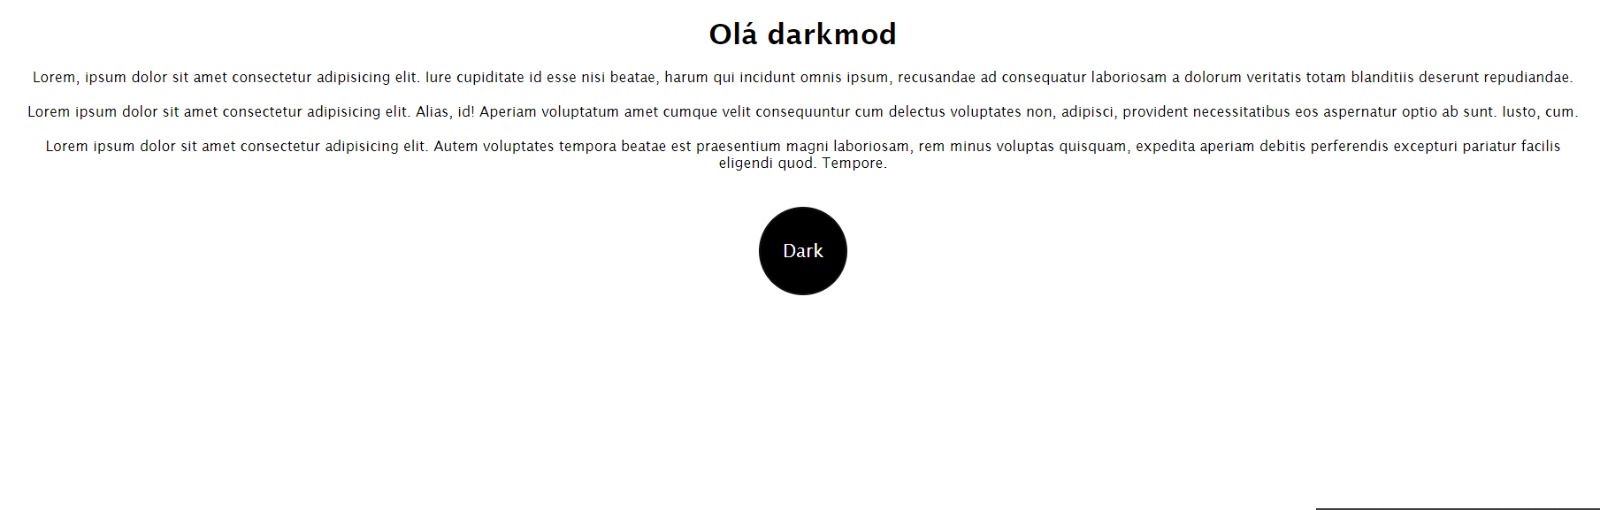 Olá darkmod
Lorem, ipsum dolor sit amet consectetur adipisicing elit. Iure cupiditate id esse nisi beatae, harum qui incidunt omnis ipsum, recusandae ad consequatur laboriosam a dolorum veritatis totam blanditiis deserunt repudiandae.
Lorem ipsum dolor sit amet consectetur adipisicing elit. Alias, id! Aperiam voluptatum amet cumque velit consequuntur cum delectus voluptates non, adipisci, provident necessitatibus eos aspernatur optio ab sunt. Iusto, cum.
Lorem ipsum dolor sit amet consectetur adipisicing elit. Autem voluptates tempora beatae est praesentium magni laboriosam, rem minus voluptas quisquam, expedita aperiam debitis perferendis excepturi pariatur facilis
eligendi quod. Tempore.
Dark